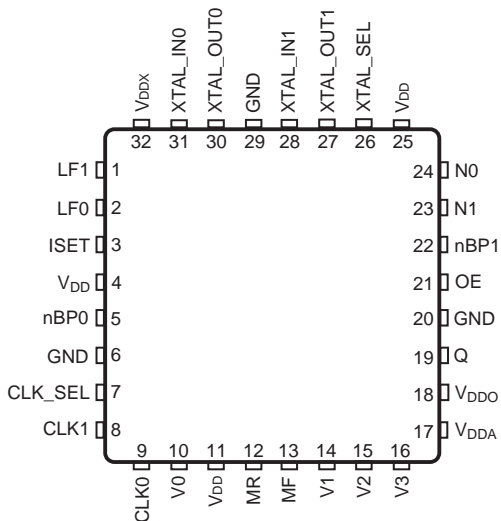 VDDX XTAL_IN0 XTAL_OUT0 GND XTAL_IN1 XTAL_OUT1 XTAL_SEL VDD
32 31 30 29 28 27 26 25
LF1 1 24 N0
LF0 2 23 N1
ISET 3 22 nBP1
VDD 4 21 OE
nBP0 5 20 GND
GND 6 19 Q
CLK_SEL 7 18 VDDO
CLK1 8 17 VDDA
9 10 11 12 13 14 15 16
CLK0 V0 VDD MR MF V1 V2 V3